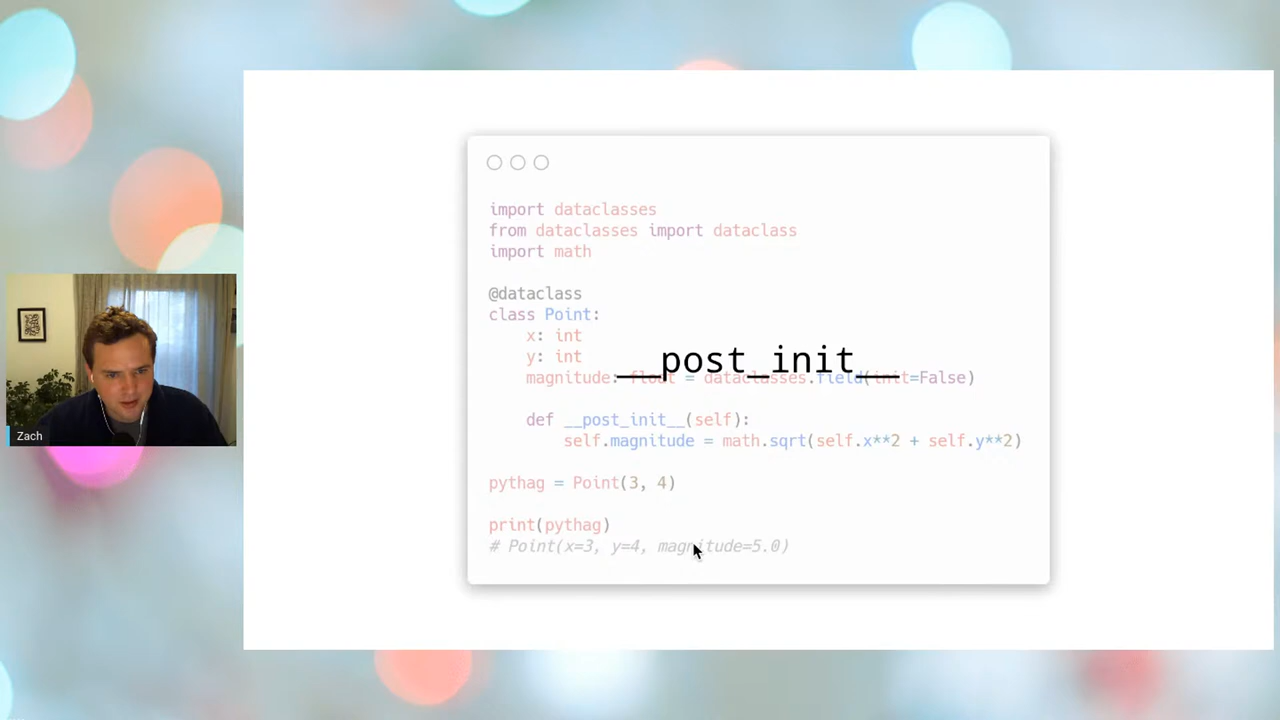 import dataclasses
from dataclasses import dataclass
import math
@dataclass
class Point:
x: int
y: int
__post_init__
magnitude: float = dataclasses.field(init=False)
def __post_init__(self):
self.magnitude = math.sqrt(self.x**2 + self.y**2)
pythag = Point(3, 4)
print(pythag)
# Point(x=3, y=4, magnitude=5.0)
Zach